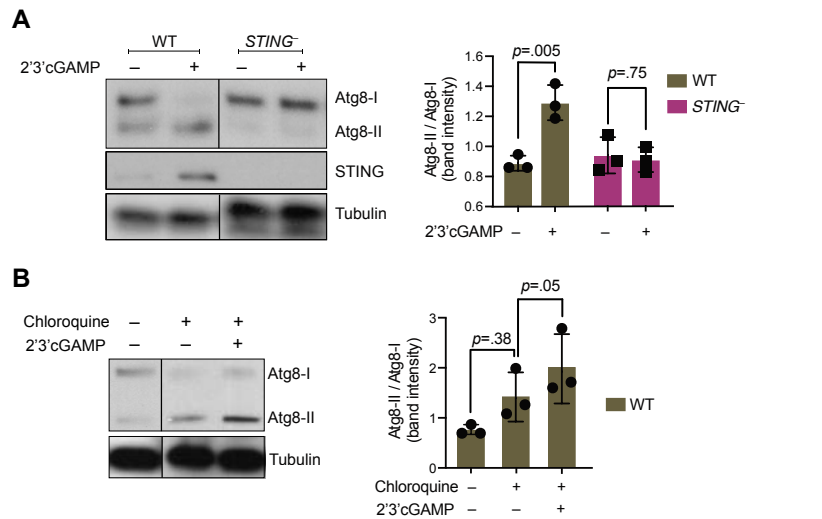 A
WT STING–
2’3’cGAMP – + – +
Atg8-I
Atg8-II
STING
Tubulin
Atg8-II / Atg8-I
(band intensity)
1.6
1.4
1.2
1.0
0.8
0.6
p=.005
p=.75
WT
STING–
2’3’cGAMP – + – +
B
Chloroquine – + +
2’3’cGAMP – – +
Atg8-I
Atg8-II
Tubulin
Atg8-II / Atg8-I
(band intensity)
3
2
1
0
p=.38
p=.05
WT
Chloroquine – + +
2’3’cGAMP – – +